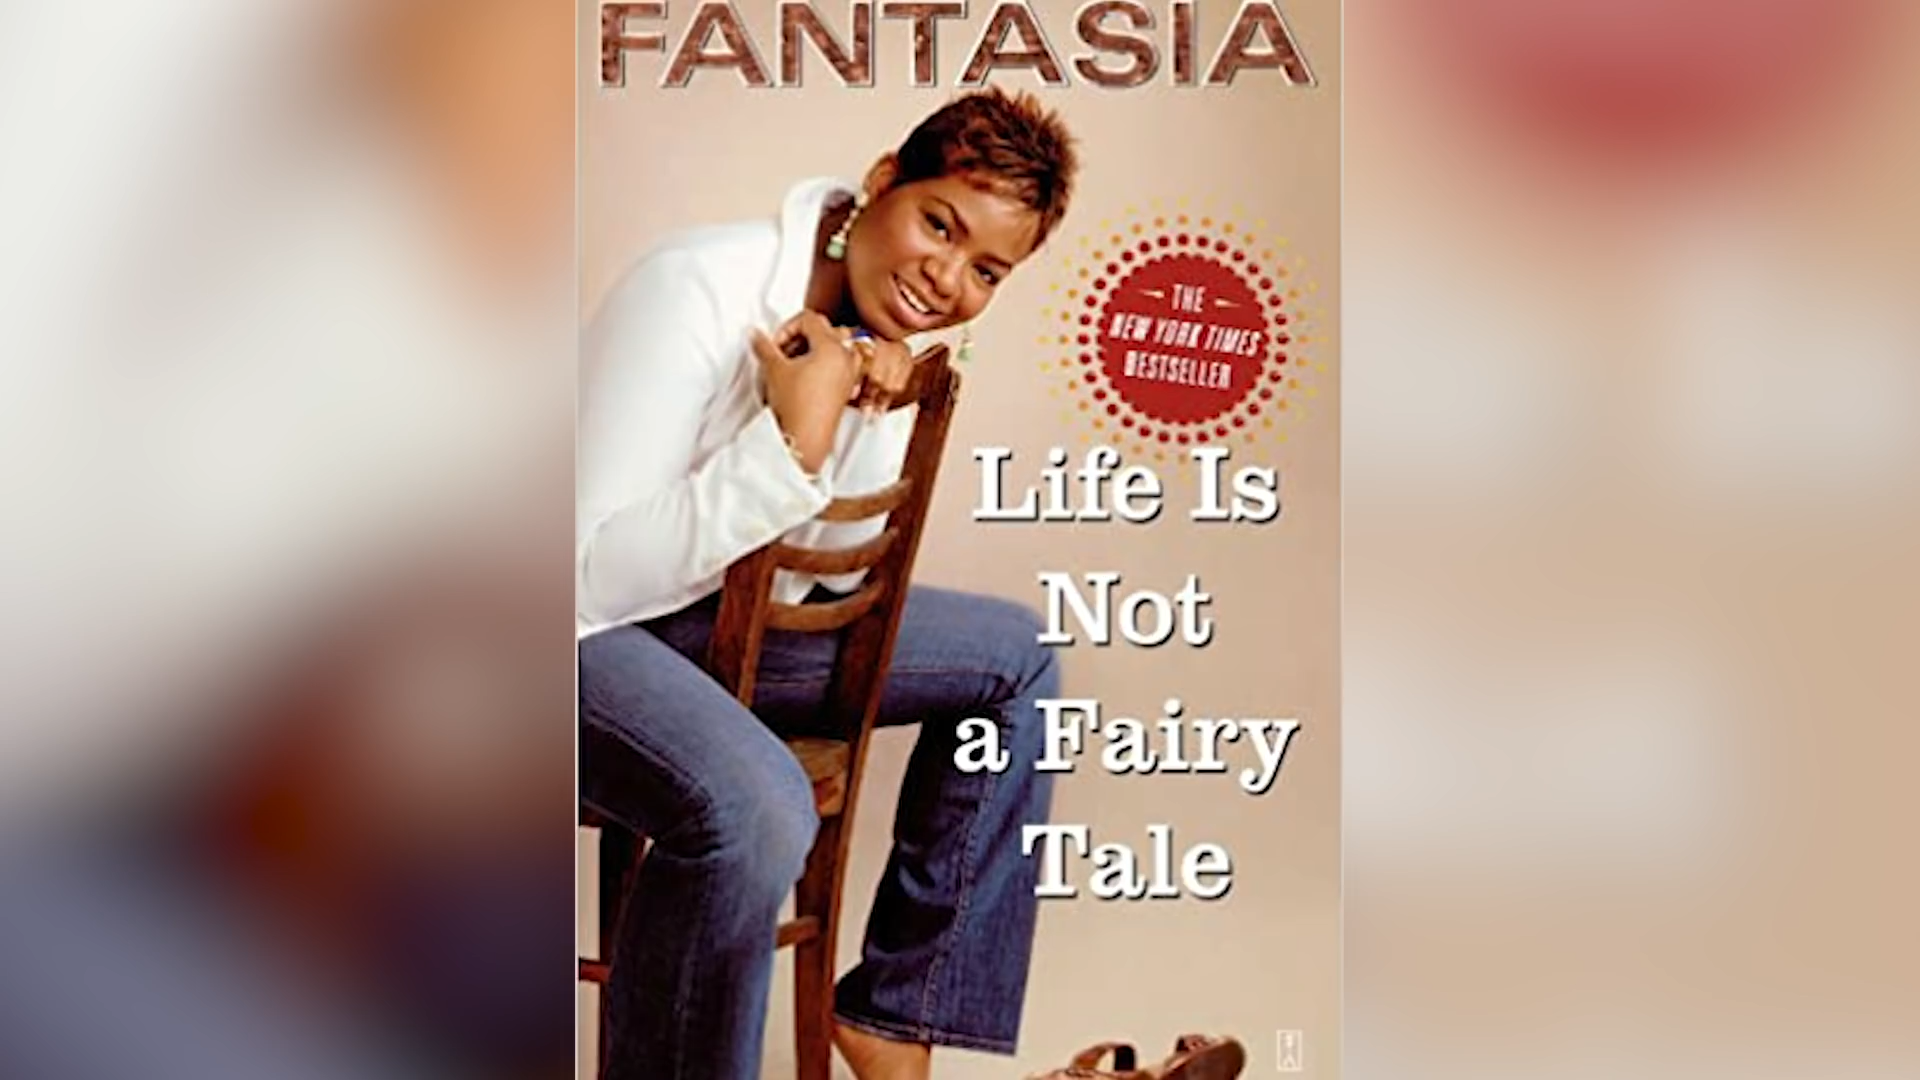 FANTASIA
THE
NEW YORK TIMES
BESTSELLER
Life Is
Not
a Fairy
Tale